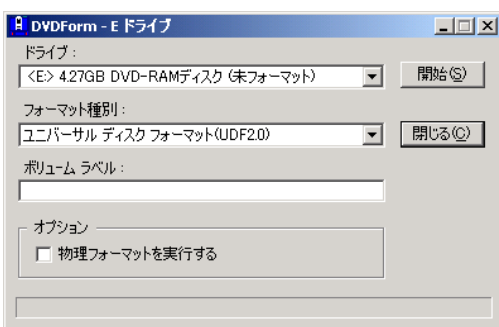 DVDForm - E ドライブ
ドライブ :
<E:> 4.27GB DVD-RAMディスク (未フォーマット)
開始(S)
フォーマット種別 :
ユニバーサル ディスク フォーマット(UDF2.0)
閉じる(C)
ボリューム ラベル :
オプション
物理フォーマットを実行する